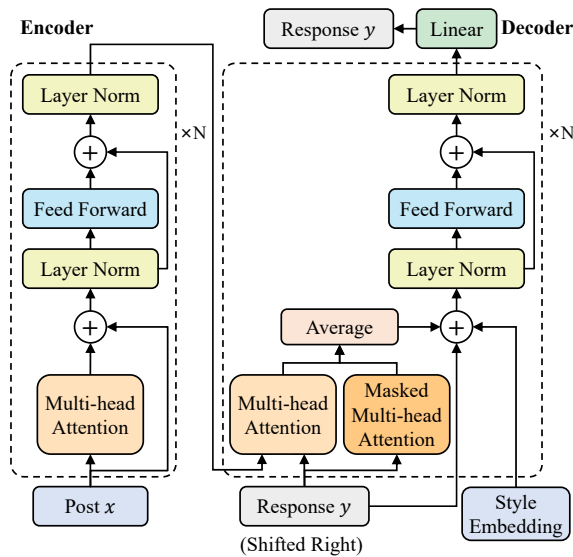 Encoder
Layer Norm
×N
+
Feed Forward
Layer Norm
+
Multi-head
Attention
Post x
Response y
Linear
Decoder
Layer Norm
×N
+
Feed Forward
Layer Norm
Average
+
Multi-head
Attention
Masked
Multi-head
Attention
Response y
(Shifted Right)
Style
Embedding